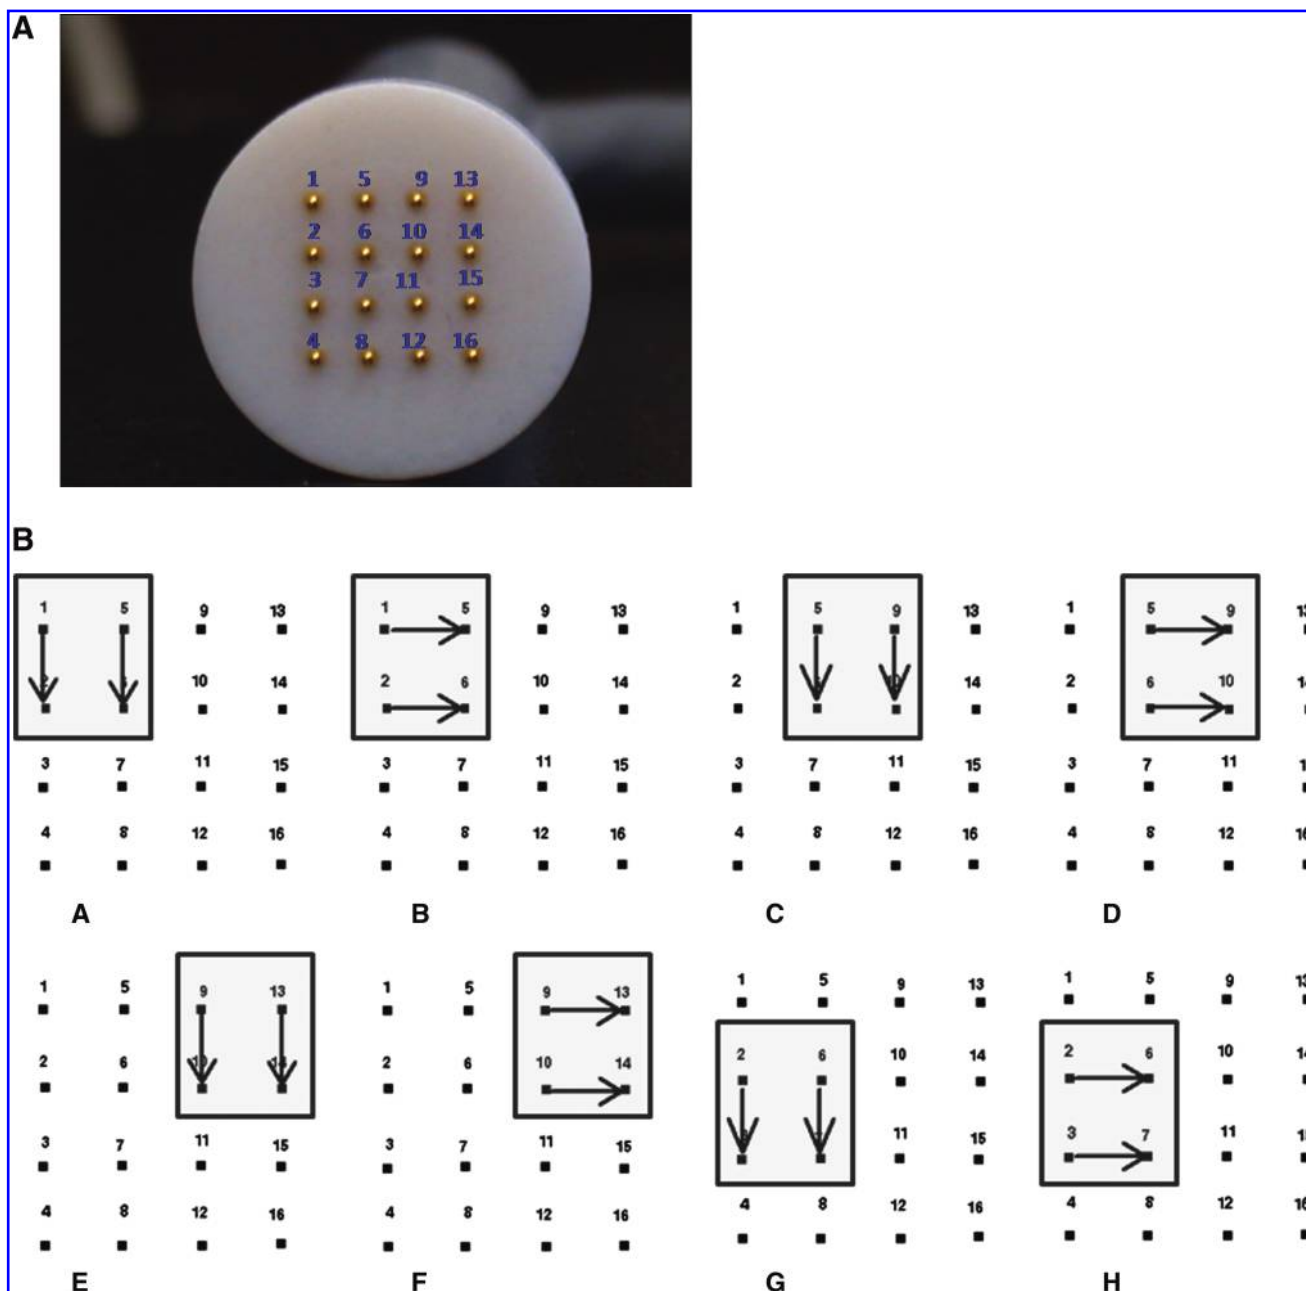 A
1 5 9 13
2 6 10 14
3 7 11 15
4 8 12 16
B
1 5 9 13 1 5 9 13 1 5 9 13 1 5 9
10 14 2 6 10 14 2 14 2 6 10
3 7 11 15 3 7 11 15 3 7 11 15 3 7 11
4 8 12 16 4 8 12 16 4 8 12 16 4 8 12
A B C D
1 5 9 13 1 5 9 13 1 5 9 13 1 5 9
2 6 2 6 10 14 2 6 10 14 2 6 10
3 7 11 15 3 7 11 15 11 15 3 7 11
4 8 12 16 4 8 12 16 4 8 12 16 4 8 12
E F G H